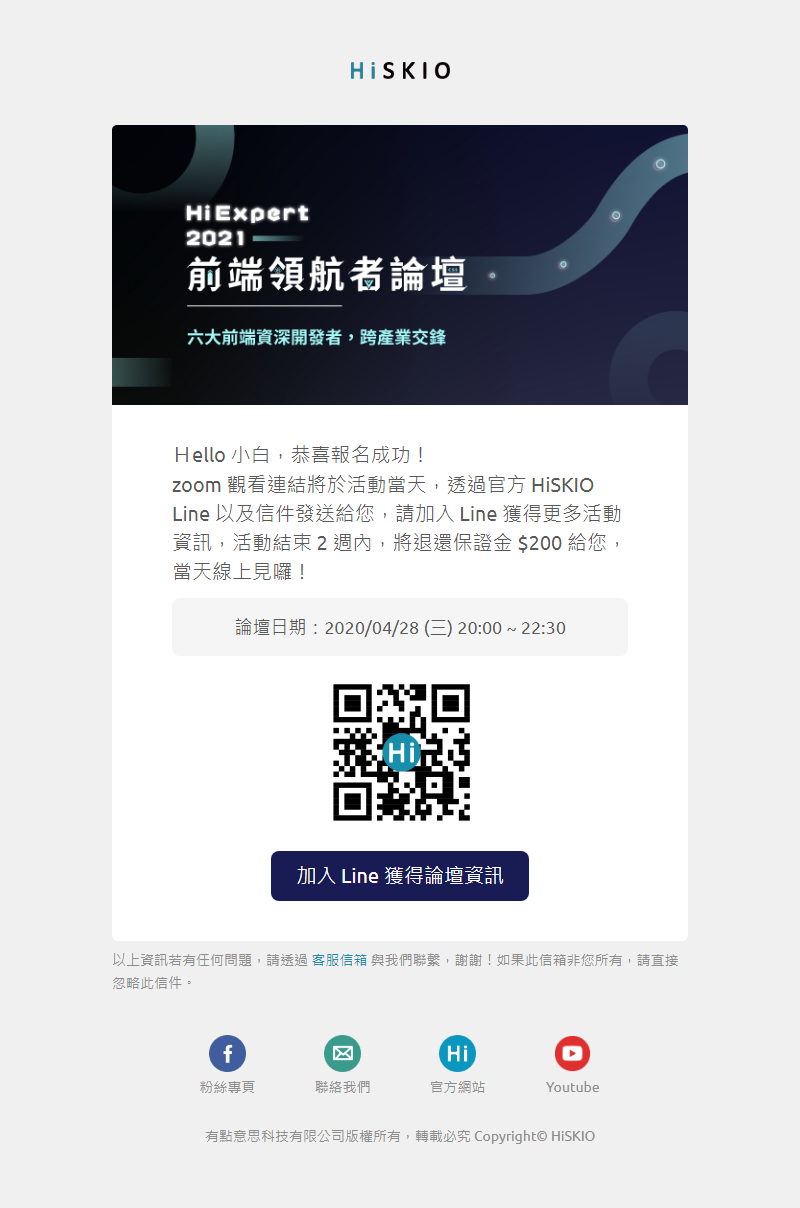 HiSKIO
HiExpert
2021
前端領航者論壇
六大前端資深開發者，跨產業交鋒
Hello 小白，恭喜報名成功！
zoom 觀看連結將於活動當天，透過官方 HiSKIO
Line 以及信件發送給您，請加入 Line 獲得更多活動
資訊，活動結束 2 週內，將退還保證金 $200 給您，
當天線上見囉！
論壇日期：2020/04/28 (三) 20:00 ~ 22:30
Hi
加入 Line 獲得論壇資訊
以上資訊若有任何問題，請透過 客服信箱 與我們聯繫，謝謝！如果此信箱非您所有，請直接
忽略此信件。
f Hi
粉絲專頁 聯絡我們 官方網站 Youtube
有點意思科技有限公司版權所有，轉載必究 Copyright© HiSKIO